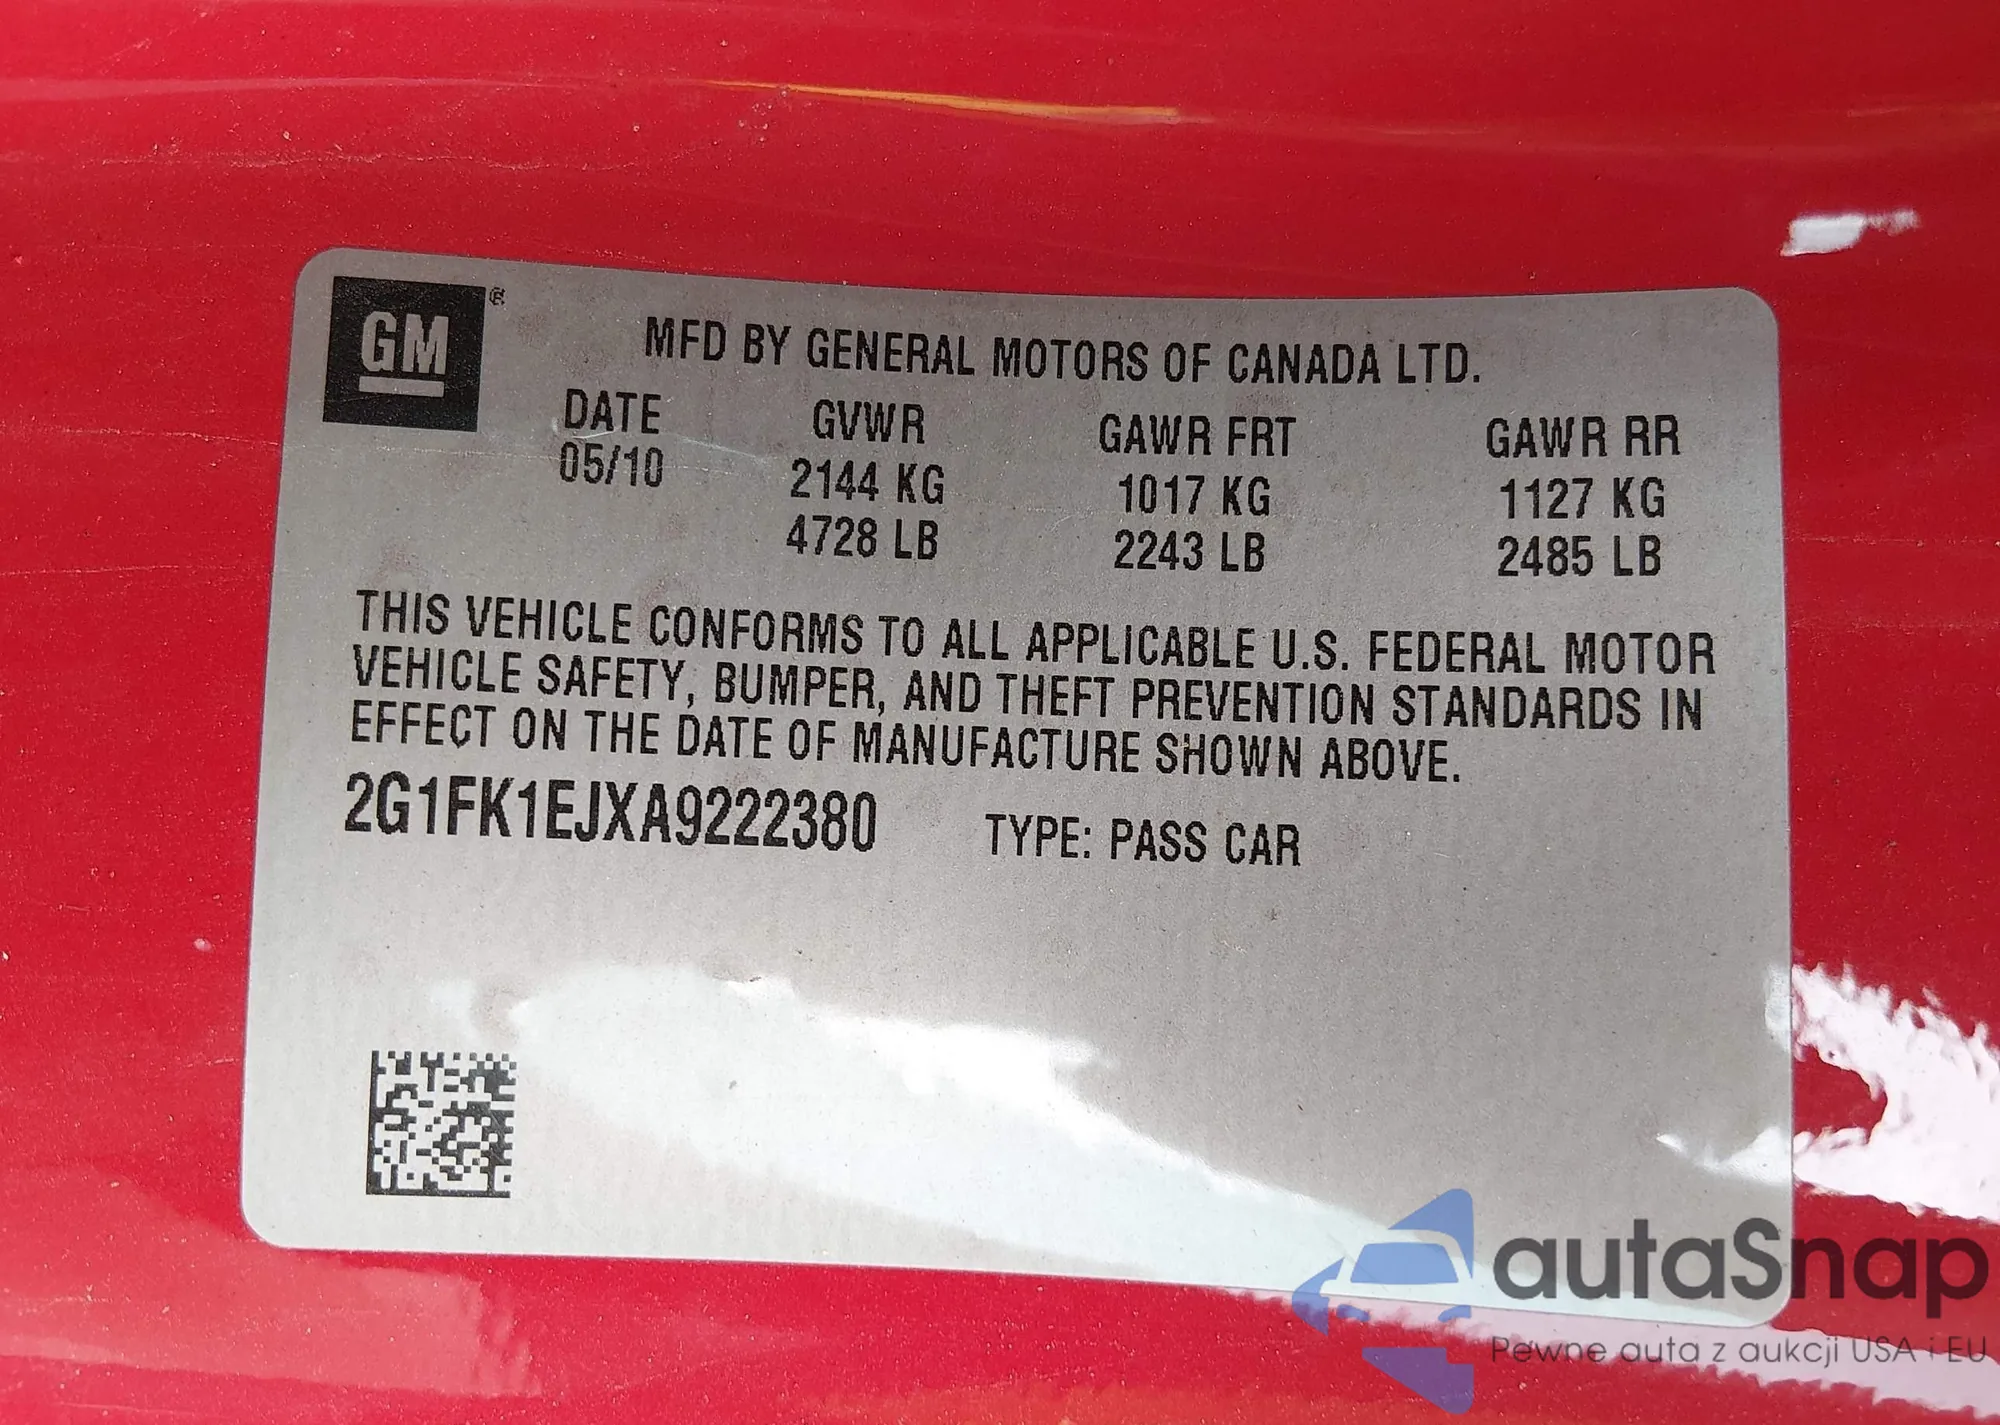 GM ®
MFD BY GENERAL MOTORS OF CANADA LTD.
DATE GVWR GAWR FRT GAWR RR
05/10 2144 KG 1017 KG 1127 KG
4728 LB 2243 LB 2485 LB
THIS VEHICLE CONFORMS TO ALL APPLICABLE U.S. FEDERAL MOTOR
VEHICLE SAFETY, BUMPER, AND THEFT PREVENTION STANDARDS IN
EFFECT ON THE DATE OF MANUFACTURE SHOWN ABOVE.
2G1FK1EJXA9222380 TYPE: PASS CAR
autaSnap
Pewne auta z aukcji USA i EU